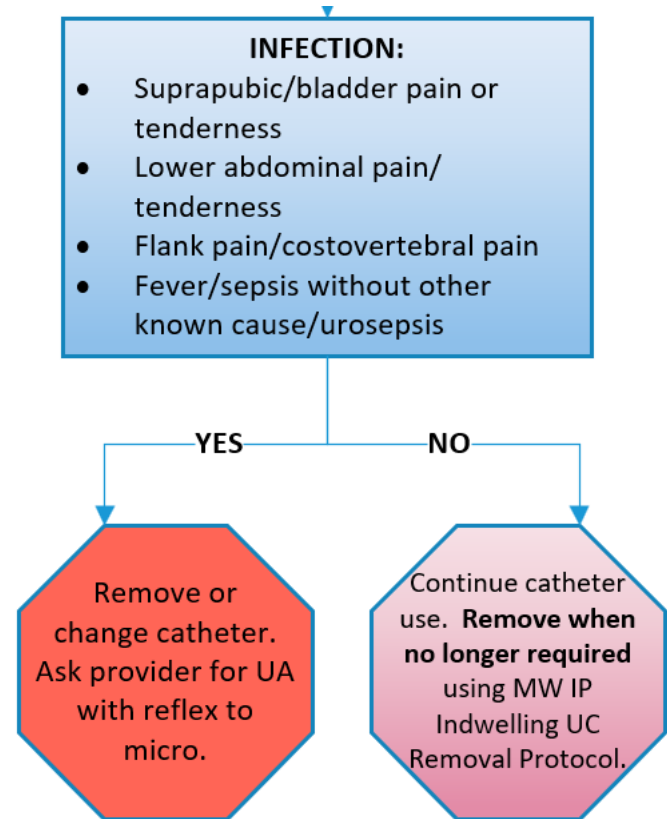 INFECTION:
• Suprapubic/bladder pain or
tenderness
• Lower abdominal pain/
tenderness
• Flank pain/costovertebral pain
• Fever/sepsis without other
known cause/urosepsis
YES
NO
Remove or
change catheter.
Ask provider for UA
with reflex to
micro.
Continue catheter
use. Remove when
no longer required
using MW IP
Indwelling UC
Removal Protocol.